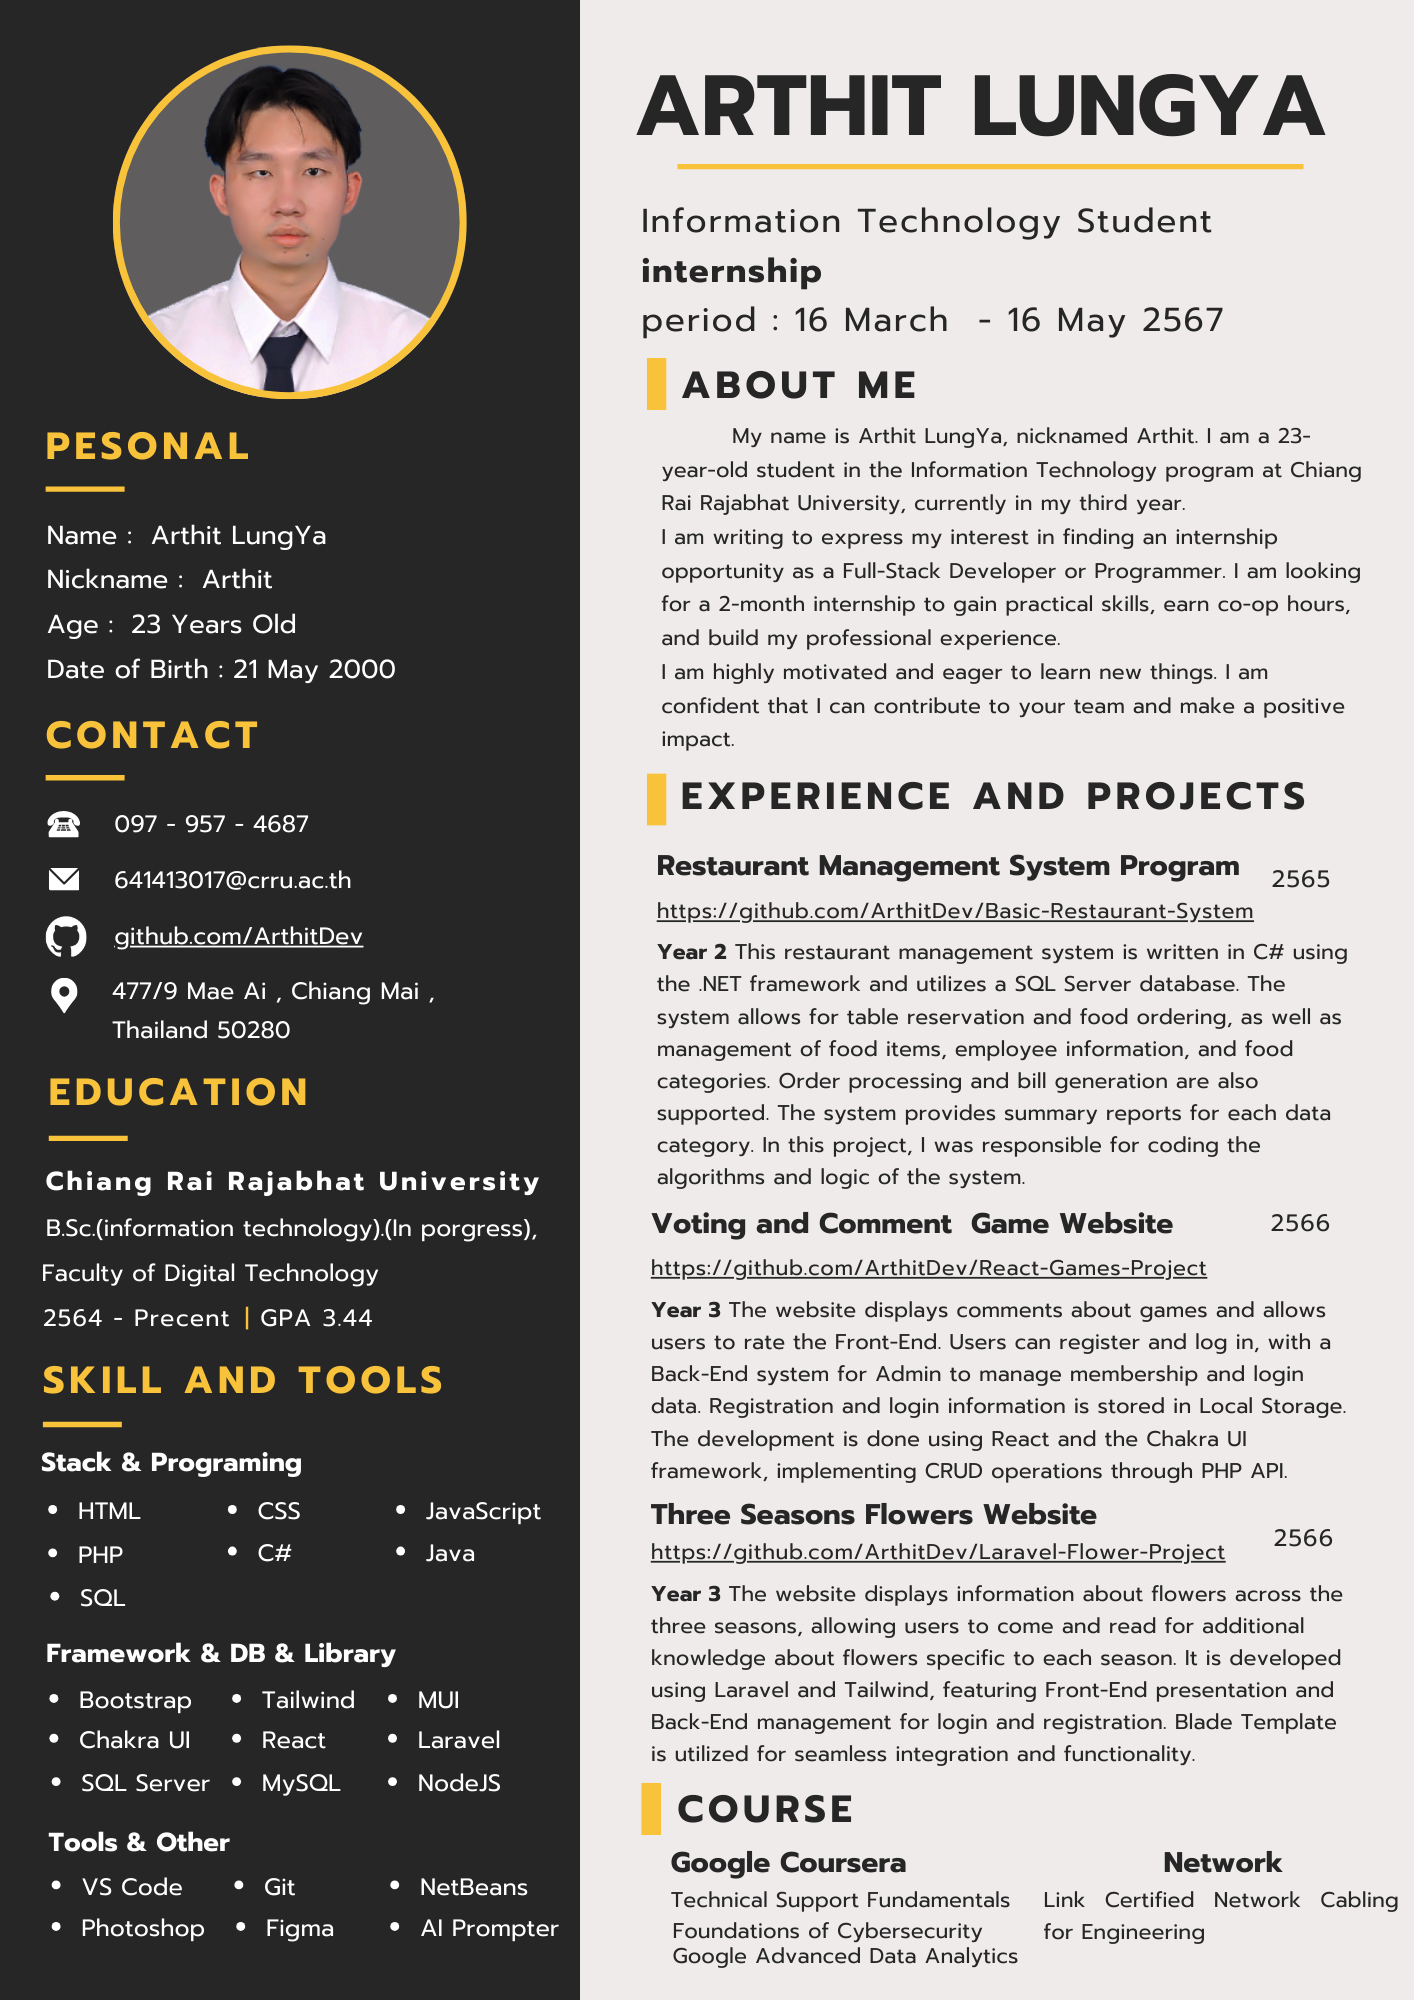 PESONAL
Name :  Arthit LungYa
Nickname :  Arthit
Age :  23 Years Old
Date of Birth : 21 May 2000
CONTACT
097 - 957 - 4687
641413017@crru.ac.th
github.com/ArthitDev
477/9 Mae Ai , Chiang Mai ,
Thailand 50280
EDUCATION
Chiang Rai Rajabhat University
B.Sc.(information technology).(In porgress),
Faculty of Digital Technology
2564 - Precent | GPA 3.44
SKILL AND TOOLS
Stack & Programing
• HTML • CSS • JavaScript
• PHP • C# • Java
• SQL
Framework & DB & Library
• Bootstrap • Tailwind • MUI
• Chakra UI • React • Laravel
• SQL Server • MySQL • NodeJS
Tools & Other
• VS Code • Git • NetBeans
• Photoshop • Figma • AI Prompter
ARTHIT LUNGYA
Information Technology Student
internship
period : 16 March  - 16 May 2567
ABOUT ME
My name is Arthit LungYa, nicknamed Arthit. I am a 23-
year-old student in the Information Technology program at Chiang
Rai Rajabhat University, currently in my third year.
I am writing to express my interest in finding an internship
opportunity as a Full-Stack Developer or Programmer. I am looking
for a 2-month internship to gain practical skills, earn co-op hours,
and build my professional experience.
I am highly motivated and eager to learn new things. I am
confident that I can contribute to your team and make a positive
impact.
EXPERIENCE AND PROJECTS
Restaurant Management System Program 2565
https://github.com/ArthitDev/Basic-Restaurant-System
Year 2 This restaurant management system is written in C# using
the .NET framework and utilizes a SQL Server database. The
system allows for table reservation and food ordering, as well as
management of food items, employee information, and food
categories. Order processing and bill generation are also
supported. The system provides summary reports for each data
category. In this project, I was responsible for coding the
algorithms and logic of the system.
Voting and Comment  Game Website 2566
https://github.com/ArthitDev/React-Games-Project
Year 3 The website displays comments about games and allows
users to rate the Front-End. Users can register and log in, with a
Back-End system for Admin to manage membership and login
data. Registration and login information is stored in Local Storage.
The development is done using React and the Chakra UI
framework, implementing CRUD operations through PHP API.
Three Seasons Flowers Website 2566
https://github.com/ArthitDev/Laravel-Flower-Project
Year 3 The website displays information about flowers across the
three seasons, allowing users to come and read for additional
knowledge about flowers specific to each season. It is developed
using Laravel and Tailwind, featuring Front-End presentation and
Back-End management for login and registration. Blade Template
is utilized for seamless integration and functionality.
COURSE
Google Coursera
Technical Support Fundamentals
Foundations of Cybersecurity
Google Advanced Data Analytics
Network
Link Certified Network Cabling
for Engineering